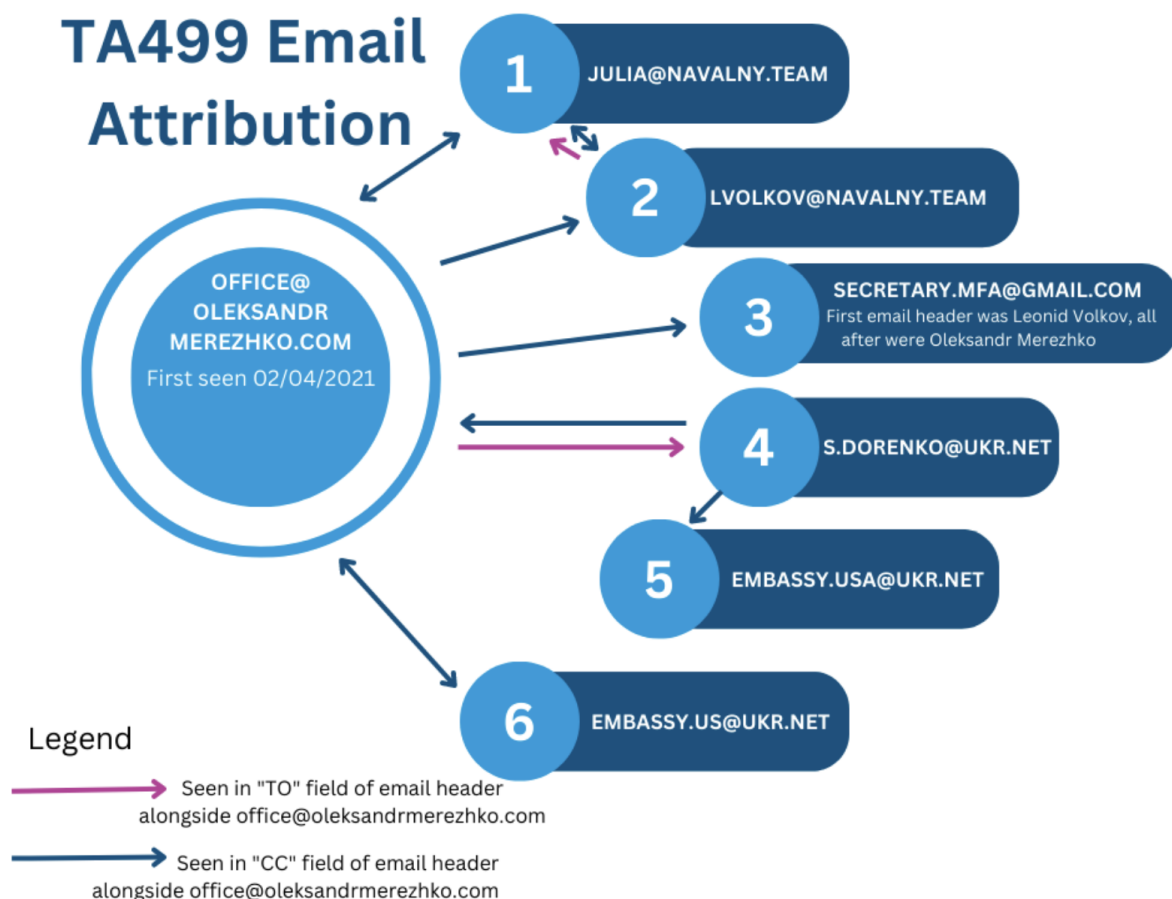 TA499 Email
Attribution
1
JULIA@NAVALNY.TEAM
2
LVOLKOV@NAVALNY.TEAM
OFFICE@
OLEKSANDR
MEREZHKO.COM
First seen 02/04/2021
3
SECRETARY.MFA@GMAIL.COM
First email header was Leonid Volkov, all
after were Oleksandr Merezhko
4
S.DORENKO@UKR.NET
5
EMBASSY.USA@UKR.NET
6
EMBASSY.US@UKR.NET
Legend
Seen in "TO" field of email header
alongside office@oleksandrmerezhko.com
Seen in "CC" field of email header
alongside office@oleksandrmerezhko.com